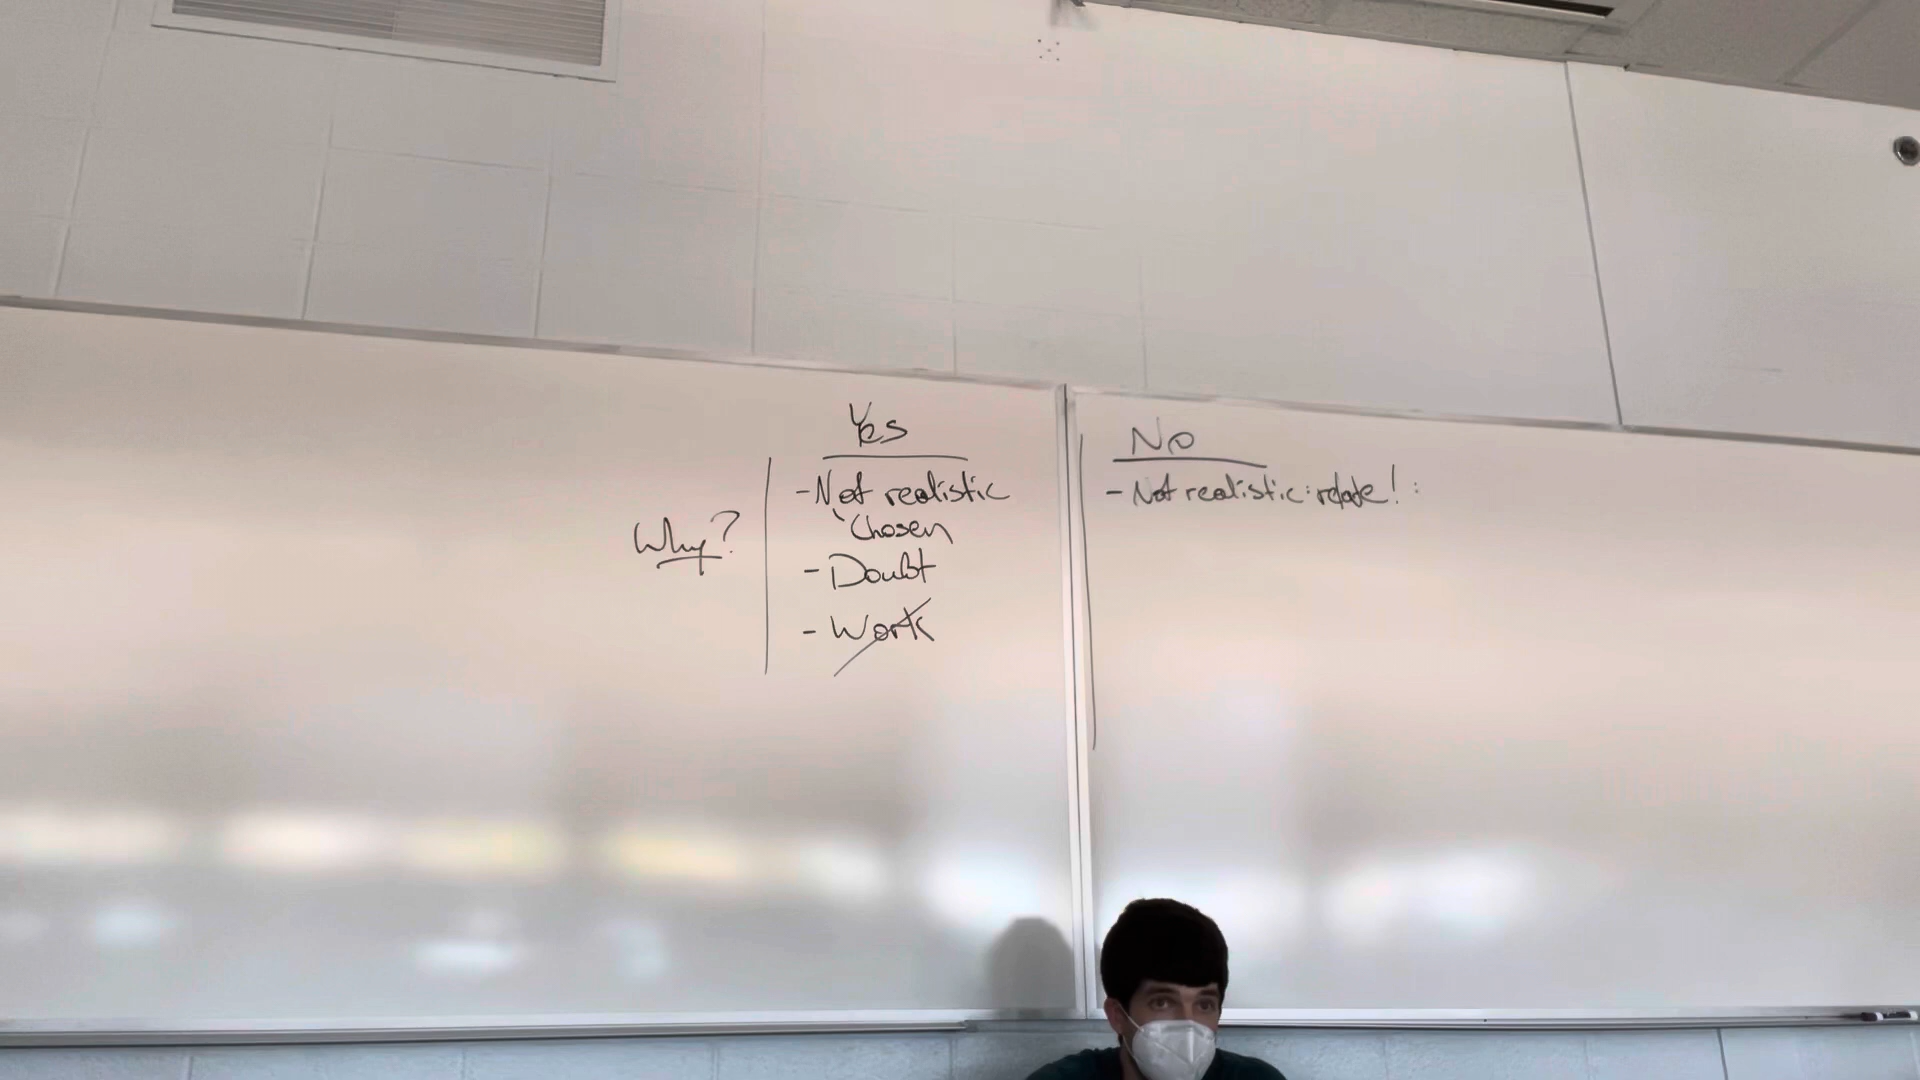 Yes
- Not realistic
Chosen
- Doubt
- Work
Why?
No
- Not realistic: relate! :